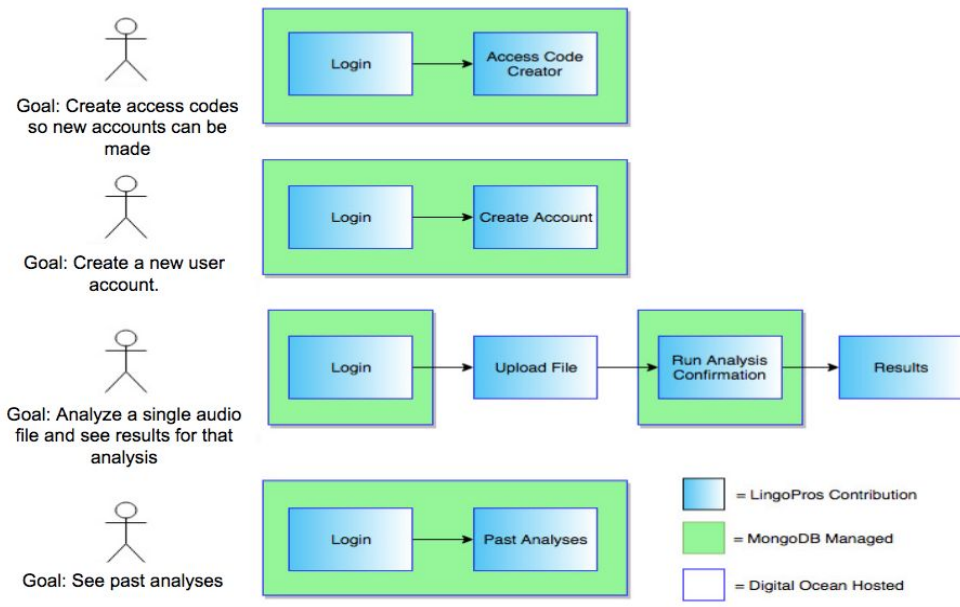 Login
Access Code
Creator
Goal: Create access codes
so new accounts can be
made
Login
Create Account
Goal: Create a new user
account.
Login
Upload File
Run Analysis
Confirmation
Results
Goal: Analyze a single audio
file and see results for that
analysis
Login
Past Analyses
Goal: See past analyses
= LingoPros Contribution
= MongoDB Managed
= Digital Ocean Hosted